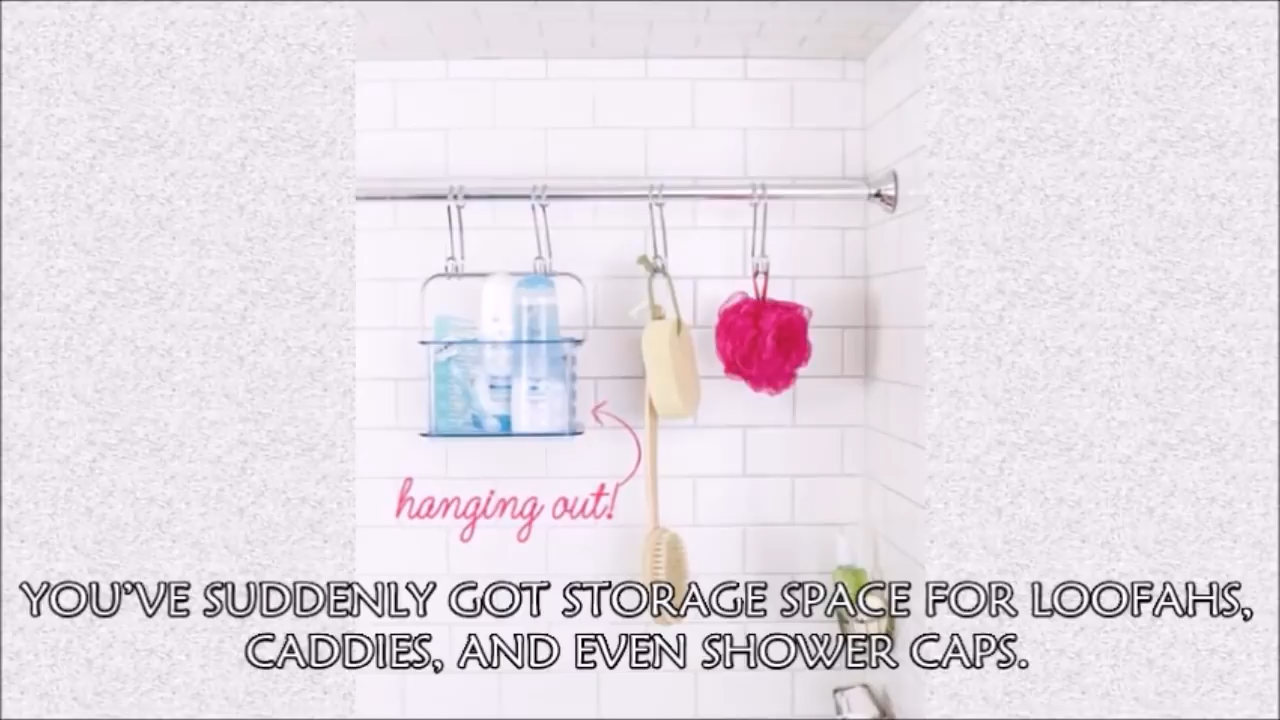 hanging out!
YOU'VE SUDDENLY GOT STORAGE SPACE FOR LOOFAHS,
CADDIES, AND EVEN SHOWER CAPS.